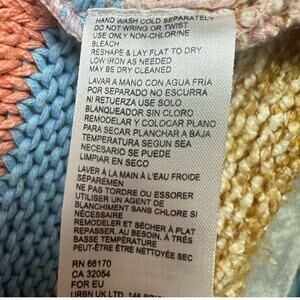 HAND WASH COLD SEPARATELY
DO NOT WRING OR TWIST
USE ONLY NON-CHLORINE
BLEACH
RESHAPE & LAY FLAT TO DRY
LOW IRON AS NEEDED
MAY BE DRY CLEANED
LAVAR A MANO CON AGUA FRIA
POR SEPARADO NO EXCURRA
NI RETUERZA USE SOLO
BLANQUEADOR SIN CLORO
REMODELAR Y COLOCAR PLANO
PARA SECAR PLANCHAR A BAJA
TEMPERATURA SEGUN SEA
NECESARIO SE PUEDE
LIMPIAR EN SECO
LAVER À LA MAIN À L'EAU FROIDE
SÉPARÉMEN
NE PAS TORDRE OU ESSORER
UTILISER UN AGENT DE
BLANCHIMENT SANS CHLORE SI
NÉCESSAIRE
REMODELER ET SÉCHER À PLAT
REPASSER, AU BESOIN, À TRÈS
BASSE TEMPÉRATURE
PEUT-ÊTRE ÊTRE NETTOYÉE SEC
RN 66170
CA 32054
FOR EU
URBN UK LTD.